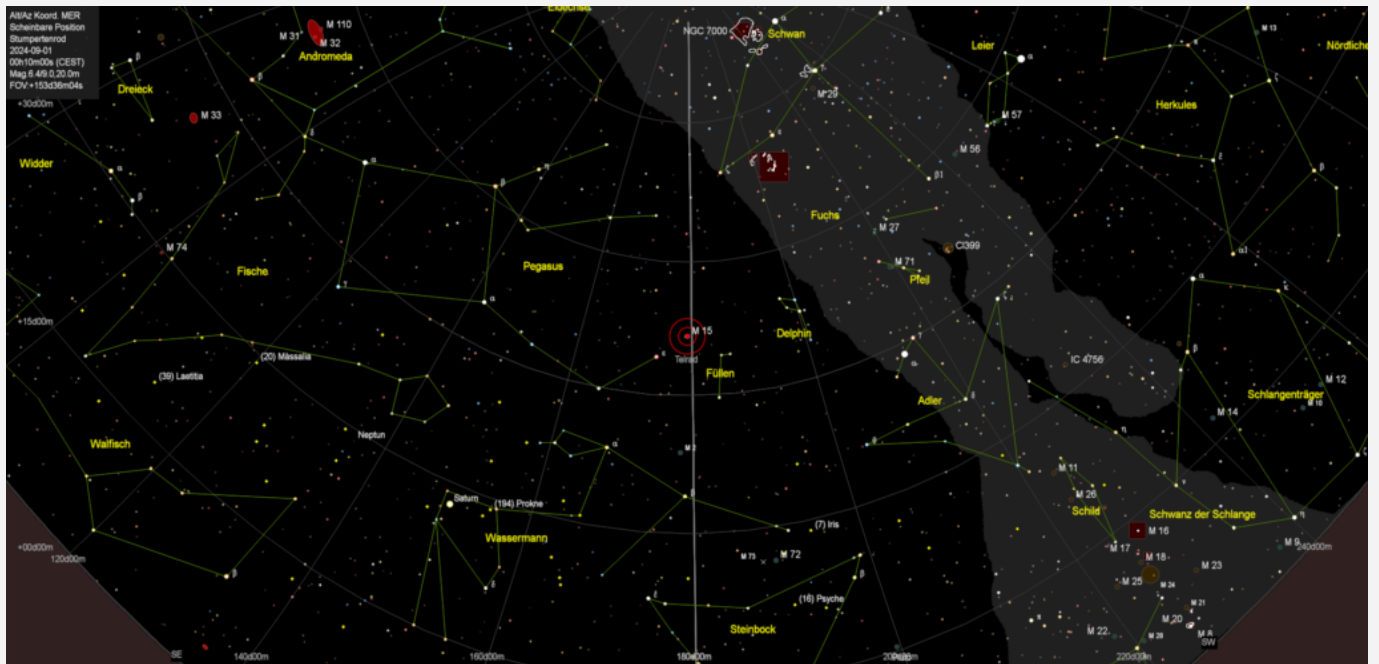 Alt/Az Koord. MER
Scheinbare Position
Stumpertenrod
2024-09-01
00h10m00s (CEST)
Mag:6.4/9.0,20.0m
FOV:+153d36m04s
M 110
M 31
M 32
Andromeda
Eidechse
NGC 7000
α
Schwan
Leier
α
M 13
Nördliche
Dreieck
β
β
γ
M 29
Herkules
ζ
+30d00m
M 33
δ
M 57
ε
M 56
Widder
α
β
α
β
η
ζ
β1
ε
β
Fuchs
M 27
M 74
Fische
Pegasus
Cl399
α1
M 71
Pfeil
α
κ
γ
α
ζ
+15d00m
M 15
Telrad
Delphin
γ
β
(20) Massalia
(39) Laetitia
ε
Füllen
α
IC 4756
M 12
Schlangenträger
M 10
Adler
δ
M 14
Neptun
Walfisch
α
M 2
θ
η
M 11
Saturn
(194) Prokne
β
M 26
ν
Schild
Schwanz der Schlange
η
(7) Iris
Wassermann
M 16
+00d00m
120d00m
M 73
M 72
M 17
M 9
240d00m
M 18
M 23
β
δ
β
M 25
M 24
ζ
(16) Psyche
M 21
M 20
Steinbock
M 22
M 28
M 8
SW
SE
140d00m
160d00m
180d00m
220d00m